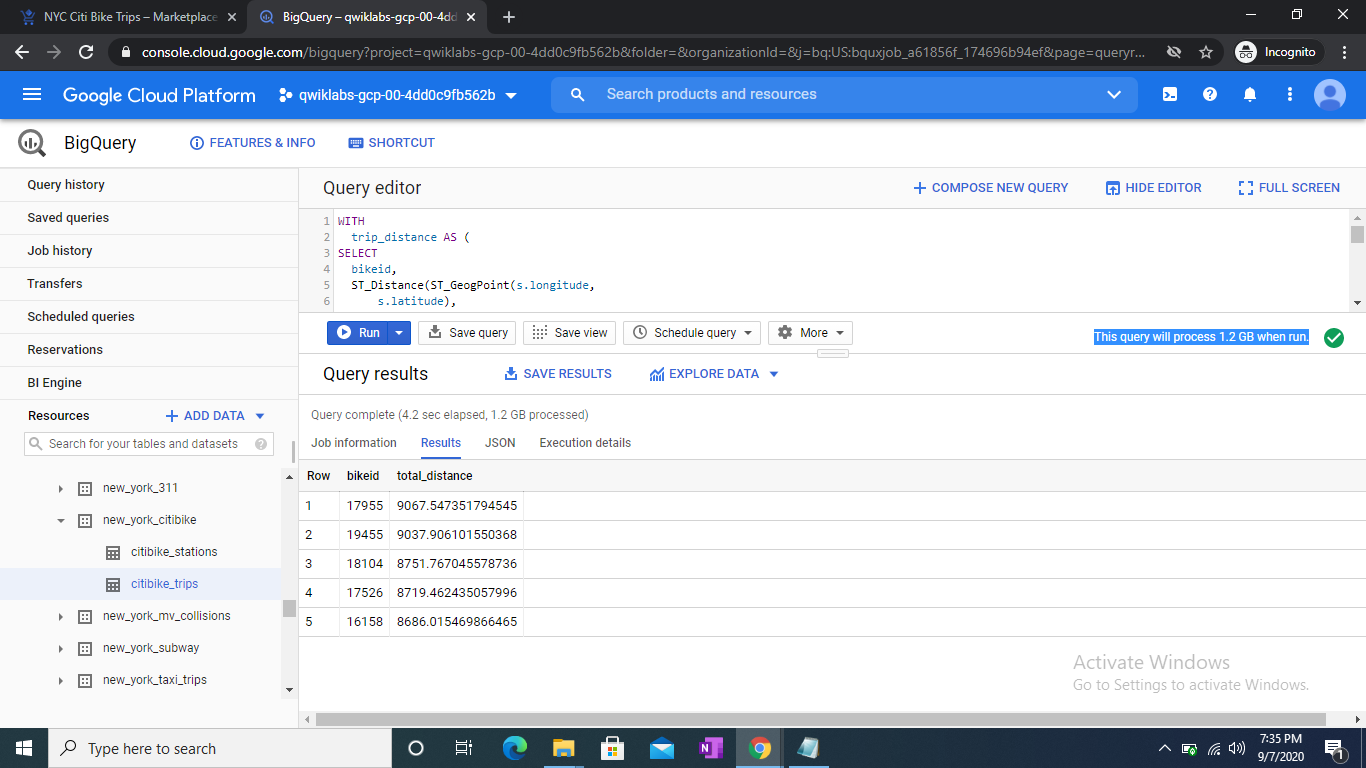 NYC Citi Bike Trips – Marketplace
BigQuery – qwiklabs-gcp-00-4dd
console.cloud.google.com/bigquery?project=qwiklabs-gcp-00-4dd0c9fb562b&folder=&organizationId=&j=bq:US:bquxjob_a61856f_174696b94ef&page=queryr...
Incognito
Google Cloud Platform
qwiklabs-gcp-00-4dd0c9fb562b
Search products and resources
BigQuery
FEATURES & INFO
SHORTCUT
Query history
Saved queries
Job history
Transfers
Scheduled queries
Reservations
BI Engine
Resources
ADD DATA
Search for your tables and datasets
new_york_311
new_york_citibike
citibike_stations
citibike_trips
new_york_mv_collisions
new_york_subway
new_york_taxi_trips
Query editor
COMPOSE NEW QUERY
HIDE EDITOR
FULL SCREEN
1 WITH
2 trip_distance AS (
3 SELECT
4 bikeid,
5 ST_Distance(ST_GeogPoint(s.longitude,
6 s.latitude),
Run
Save query
Save view
Schedule query
More
This query will process 1.2 GB when run.
Query results
SAVE RESULTS
EXPLORE DATA
Query complete (4.2 sec elapsed, 1.2 GB processed)
Job information Results JSON Execution details
Row bikeid total_distance
1 17955 9067.547351794545
2 19455 9037.906101550368
3 18104 8751.767045578736
4 17526 8719.462435057996
5 16158 8686.015469866465
Activate Windows
Go to Settings to activate Windows.
Type here to search
7:35 PM
9/7/2020
1